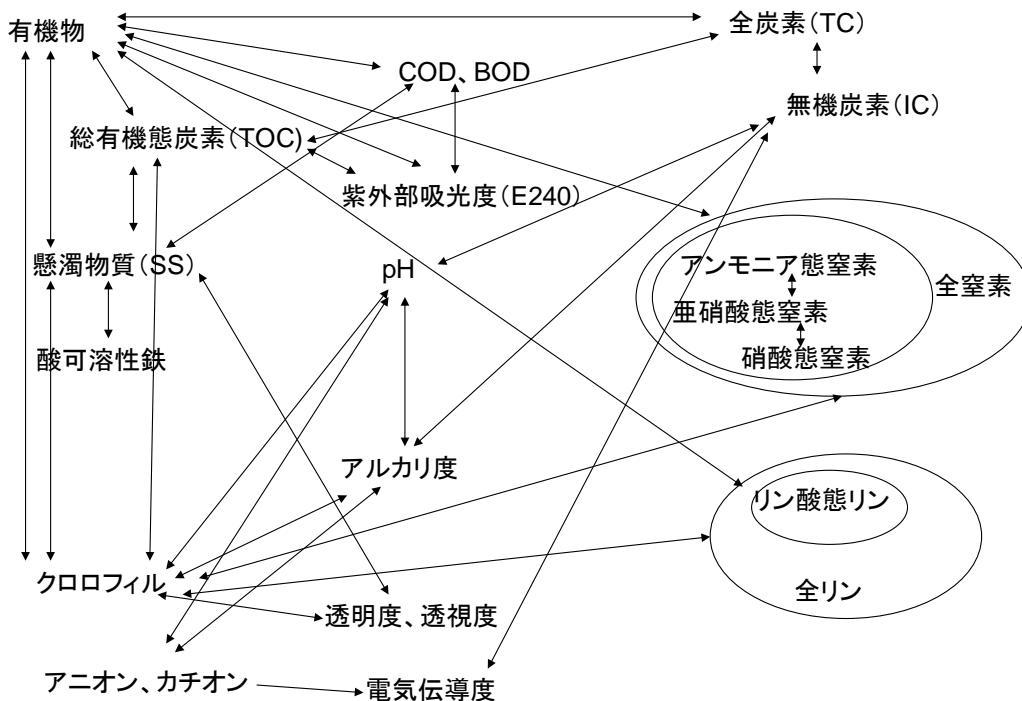 有機物
全炭素(TC)
COD、BOD
無機炭素(IC)
総有機態炭素(TOC)
紫外部吸光度(E240)
懸濁物質(SS)
pH
アンモニア態窒素
全窒素
亜硝酸態窒素
硝酸態窒素
酸可溶性鉄
アルカリ度
リン酸態リン
クロロフィル
全リン
透明度、透視度
アニオン、カチオン
電気伝導度